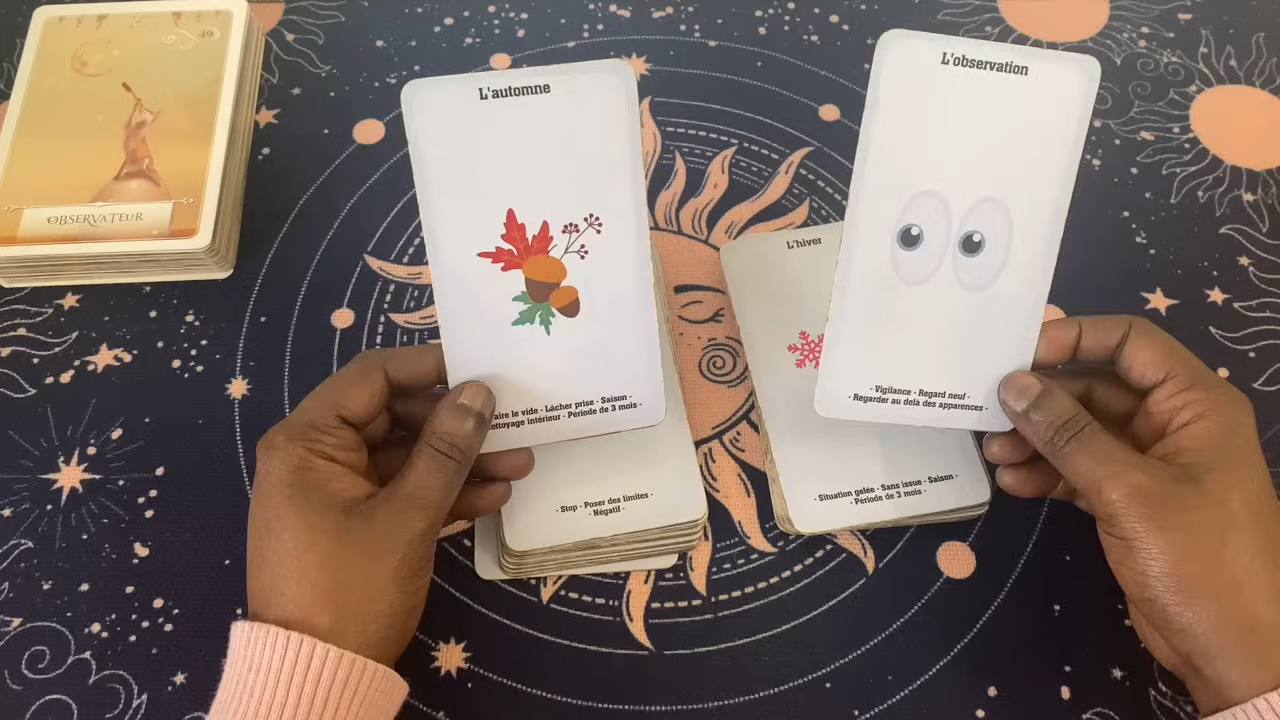 49
OBSERVATEUR
L'automne
aire le vide - Lâcher prise - Saison -
ettoyage intérieur - Période de 3 mois -
- Stop - Poser des limites -
- Négatif -
L'hiver
- Situation gelée - Sans issue - Saison -
- Période de 3 mois -
L'observation
- Vigilance - Regard neuf -
- Regarder au delà des apparences -